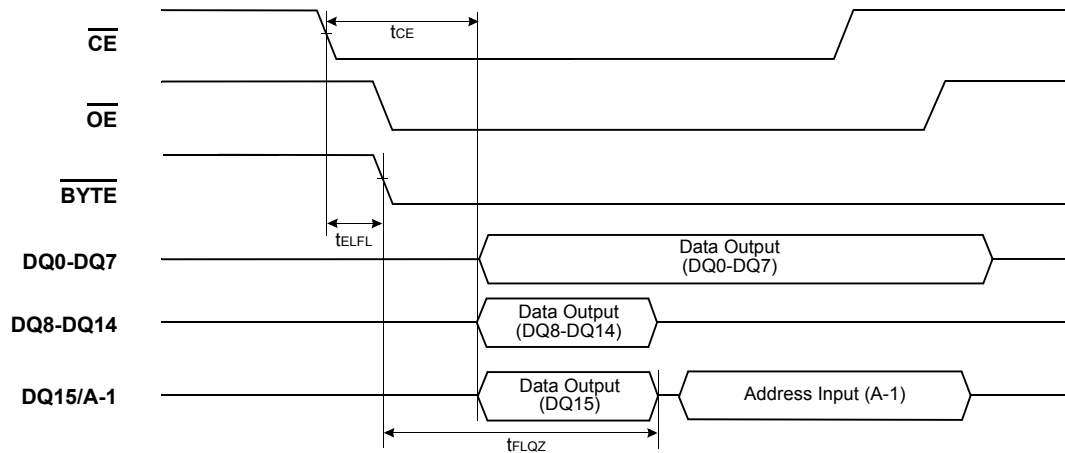 tCE
CE
OE
BYTE
tELFL
DQ0-DQ7
Data Output
(DQ0-DQ7)
DQ8-DQ14
Data Output
(DQ8-DQ14)
DQ15/A-1
Data Output
(DQ15)
Address Input (A-1)
tFLQZ